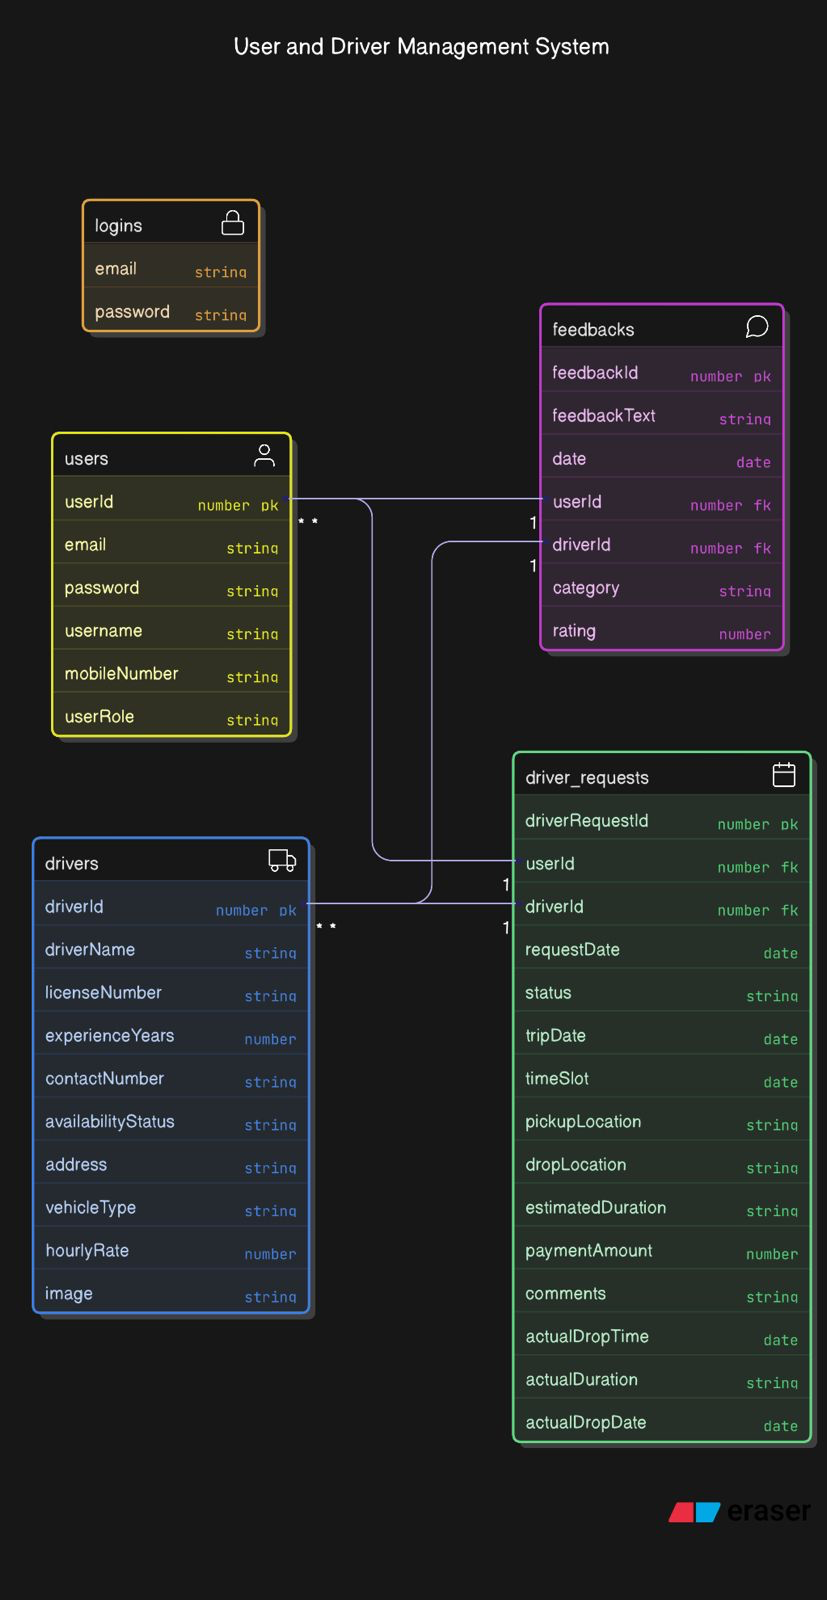 User and Driver Management System
logins
email string
password string
feedbacks
feedbackId number pk
feedbackText string
date date
userId number fk
driverId number fk
category string
rating number
users
userId number pk
email string
password string
username string
mobileNumber string
userRole string
* *
1
1
driver_requests
driverRequestId number pk
userId number fk
driverId number fk
requestDate date
status string
tripDate date
timeSlot date
pickupLocation string
dropLocation string
estimatedDuration string
paymentAmount number
comments string
actualDropTime date
actualDuration string
actualDropDate date
drivers
driverId number pk
driverName string
licenseNumber string
experienceYears number
contactNumber string
availabilityStatus string
address string
vehicleType string
hourlyRate number
image string
* *
1
1
eraser